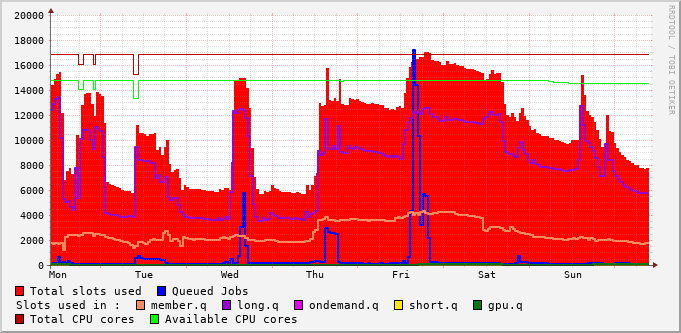 20000
18000
16000
14000
12000
10000
8000
6000
4000
2000
0
Mon Tue Wed Thu Fri Sat Sun
RRDTOOL / TOBI OETIKER
Total slots used Queued Jobs
Slots used in : member.q long.q ondemand.q short.q gpu.q
Total CPU cores Available CPU cores